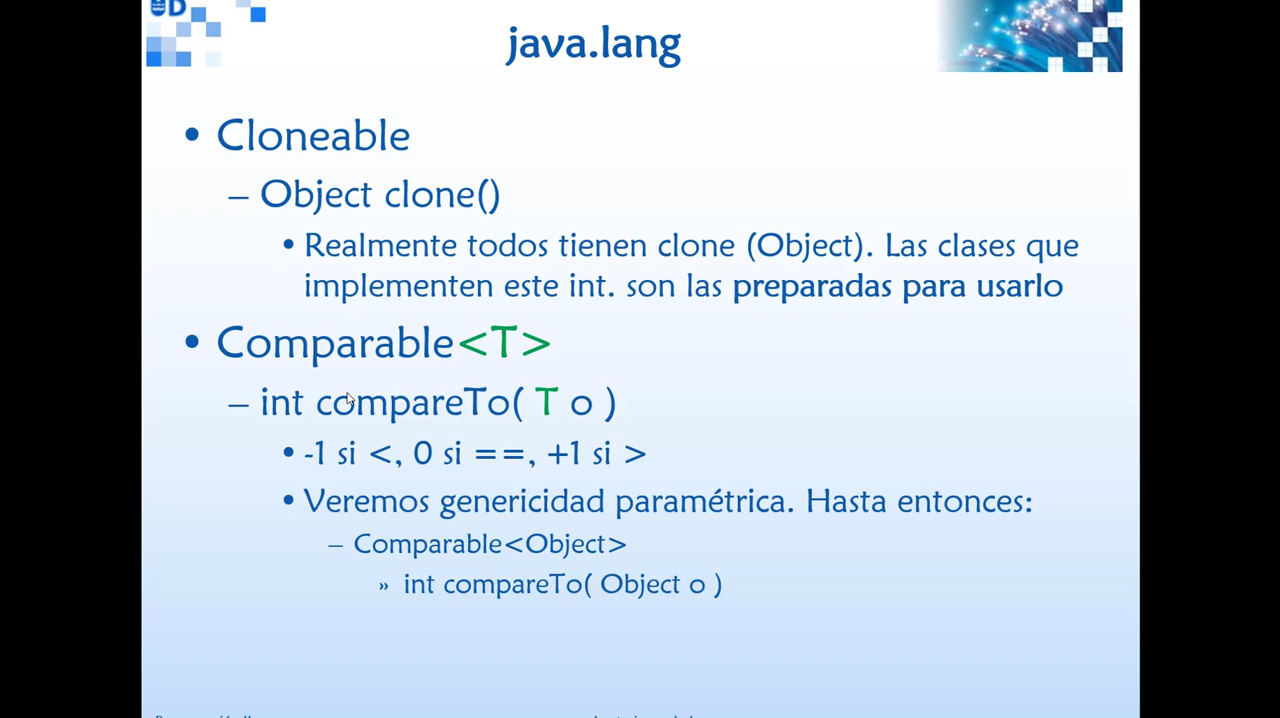 UD
java.lang
• Cloneable
– Object clone()
• Realmente todos tienen clone (Object). Las clases que
implementen este int. son las preparadas para usarlo
• Comparable<T>
– int compareTo( T o )
• -1 si <, 0 si ==, +1 si >
• Veremos genericidad paramétrica. Hasta entonces:
– Comparable<Object>
» int compareTo( Object o )